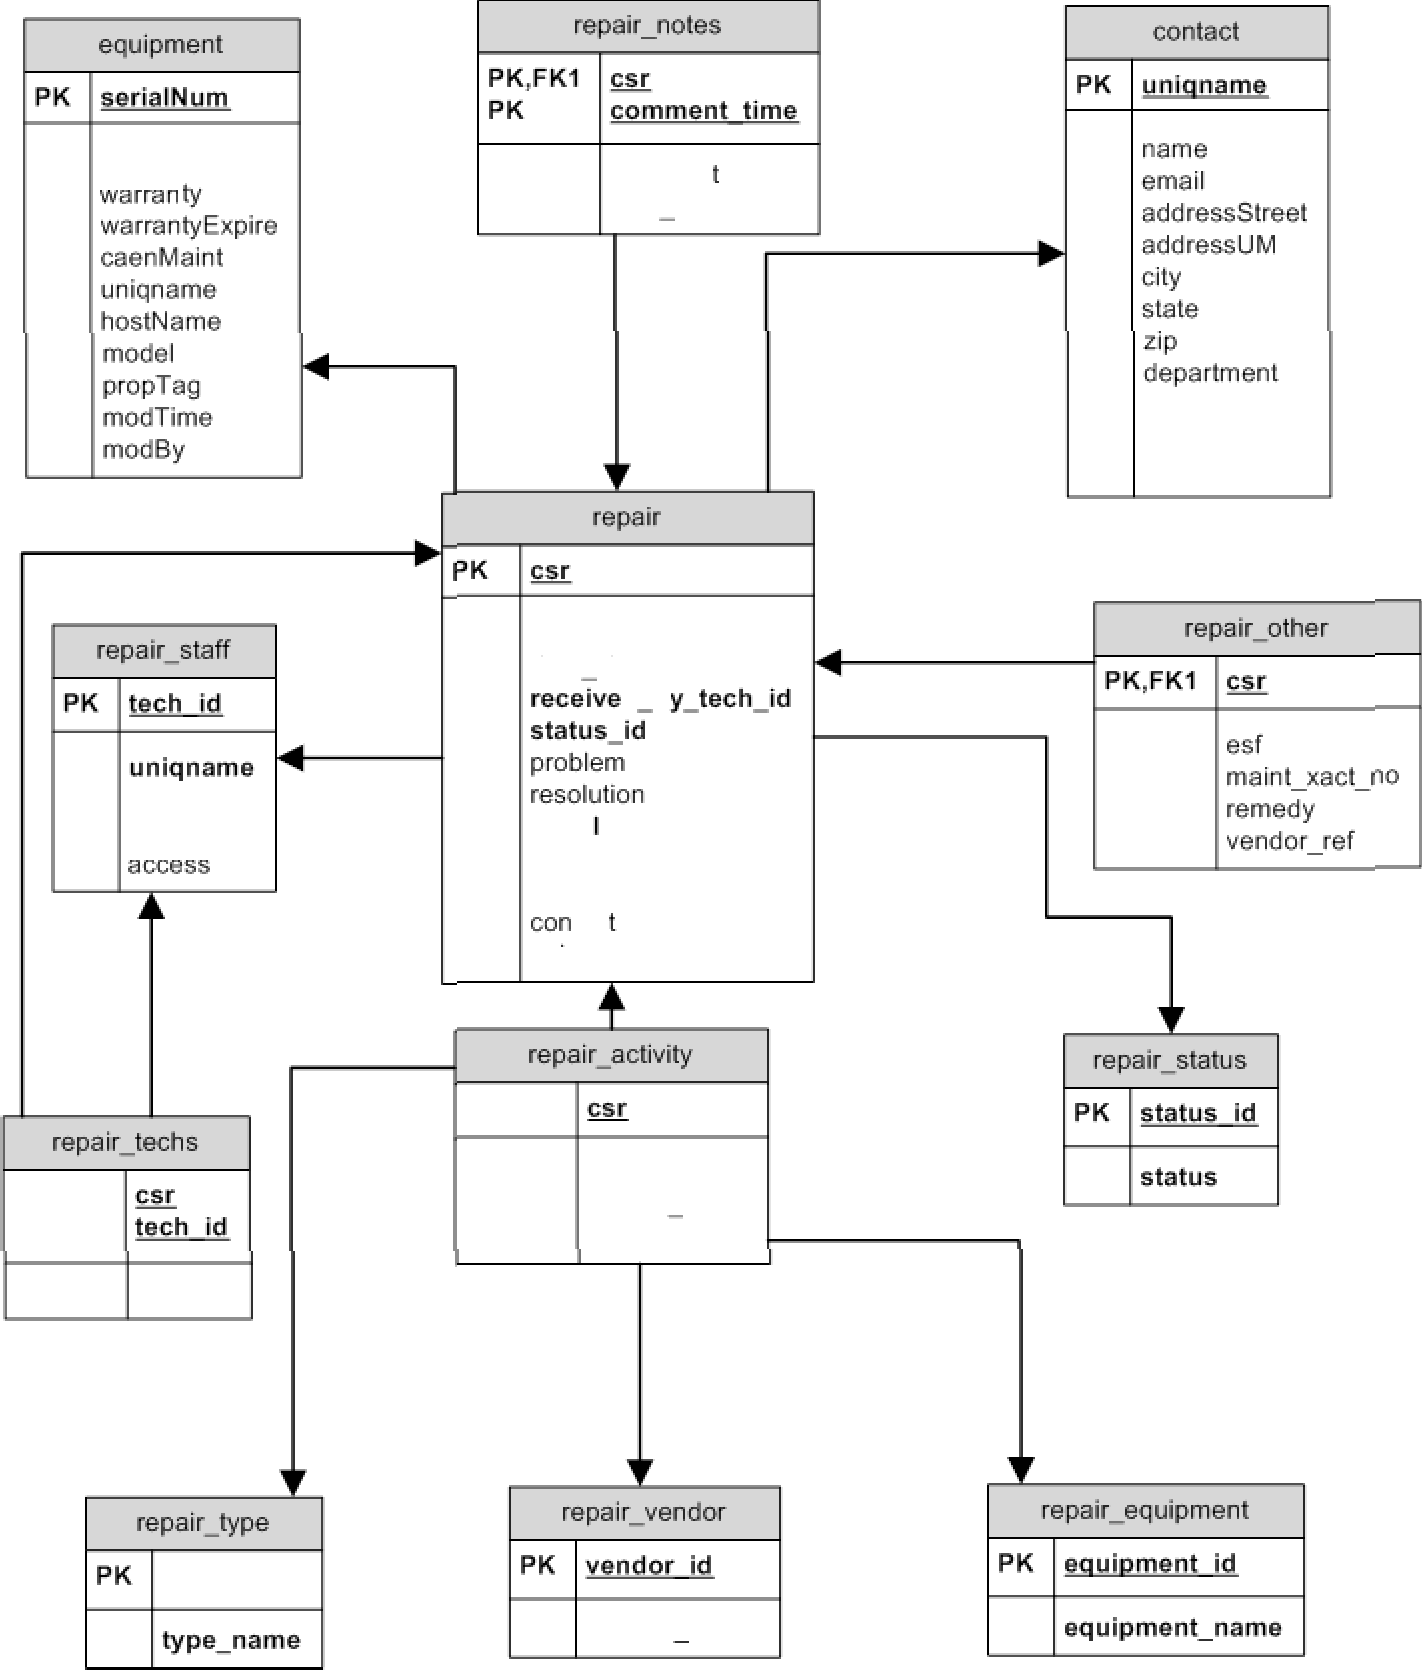 equipment
PK serialNum
warranty
warrantyExpire
caenMaint
uniqname
hostName
model
propTag
modTime
modBy
repair_notes
PK,FK1 csr
PK comment_time
contact
PK uniqname
name
email
addressStreet
addressUM
city
state
zip
department
repair
PK csr
status_id
problem
resolution
repair_staff
PK tech_id
uniqname
access
repair_other
PK,FK1 csr
esf
maint_xact_no
remedy
vendor_ref
repair_activity
csr
repair_status
PK status_id
status
repair_techs
csr
tech_id
repair_type
PK
type_name
repair_vendor
PK vendor_id
repair_equipment
PK equipment_id
equipment_name